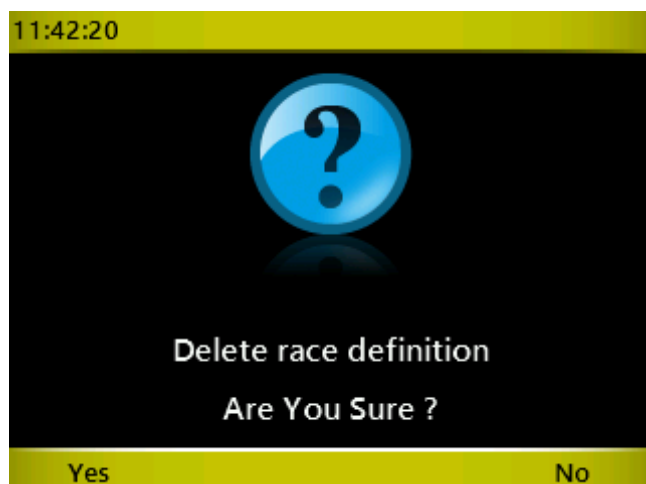 11:42:20
?
Delete race definition
Are You Sure ?
Yes No